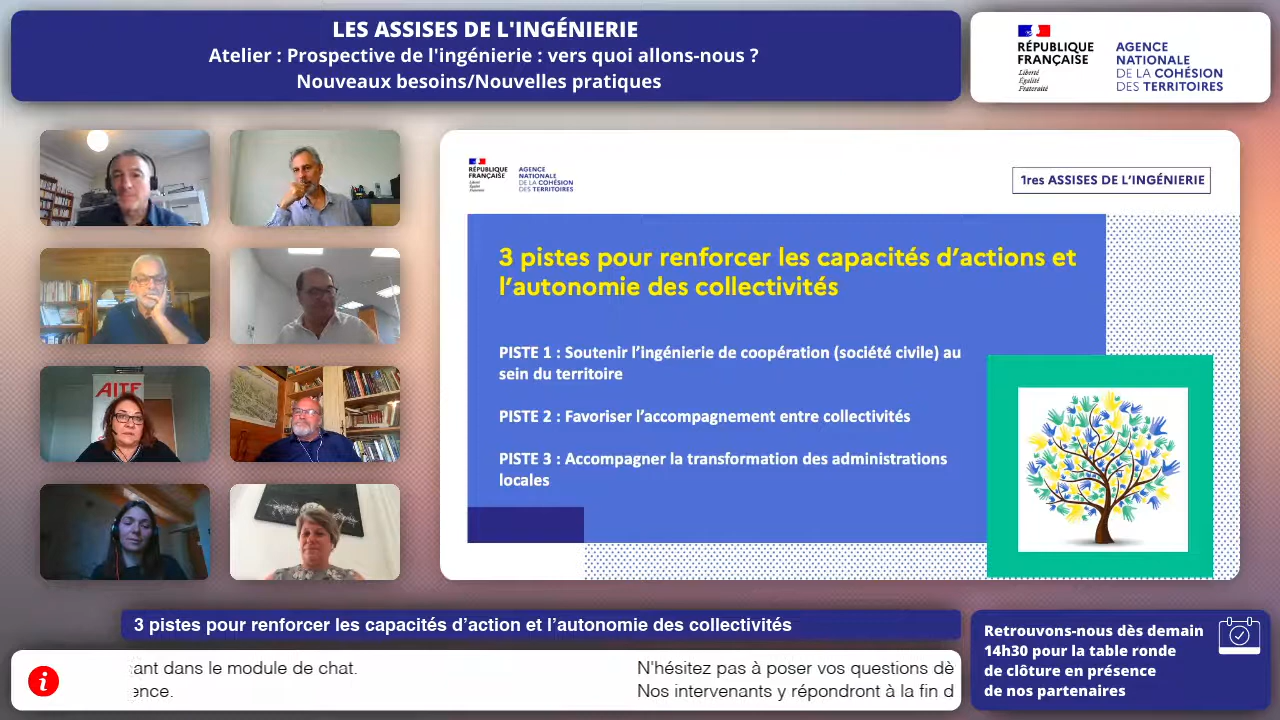 LES ASSISES DE L'INGÉNIERIE
Atelier : Prospective de l'ingénierie : vers quoi allons-nous ?
Nouveaux besoins/Nouvelles pratiques
RÉPUBLIQUE
FRANÇAISE
Liberté
Égalité
Fraternité
AGENCE
NATIONALE
DE LA COHÉSION
DES TERRITOIRES
AITF
RÉPUBLIQUE
FRANÇAISE
Liberté
Égalité
Fraternité
AGENCE
NATIONALE
DE LA COHÉSION
DES TERRITOIRES
1res ASSISES DE L'INGÉNIERIE
3 pistes pour renforcer les capacités d'actions et
l'autonomie des collectivités
PISTE 1 : Soutenir l'ingénierie de coopération (société civile) au
sein du territoire
PISTE 2 : Favoriser l'accompagnement entre collectivités
PISTE 3 : Accompagner la transformation des administrations
locales
3 pistes pour renforcer les capacités d'action et l'autonomie des collectivités
ant dans le module de chat.
ence.
N'hésitez pas à poser vos questions dè
Nos intervenants y répondront à la fin d
Retrouvons-nous dès demain
14h30 pour la table ronde
de clôture en présence
de nos partenaires